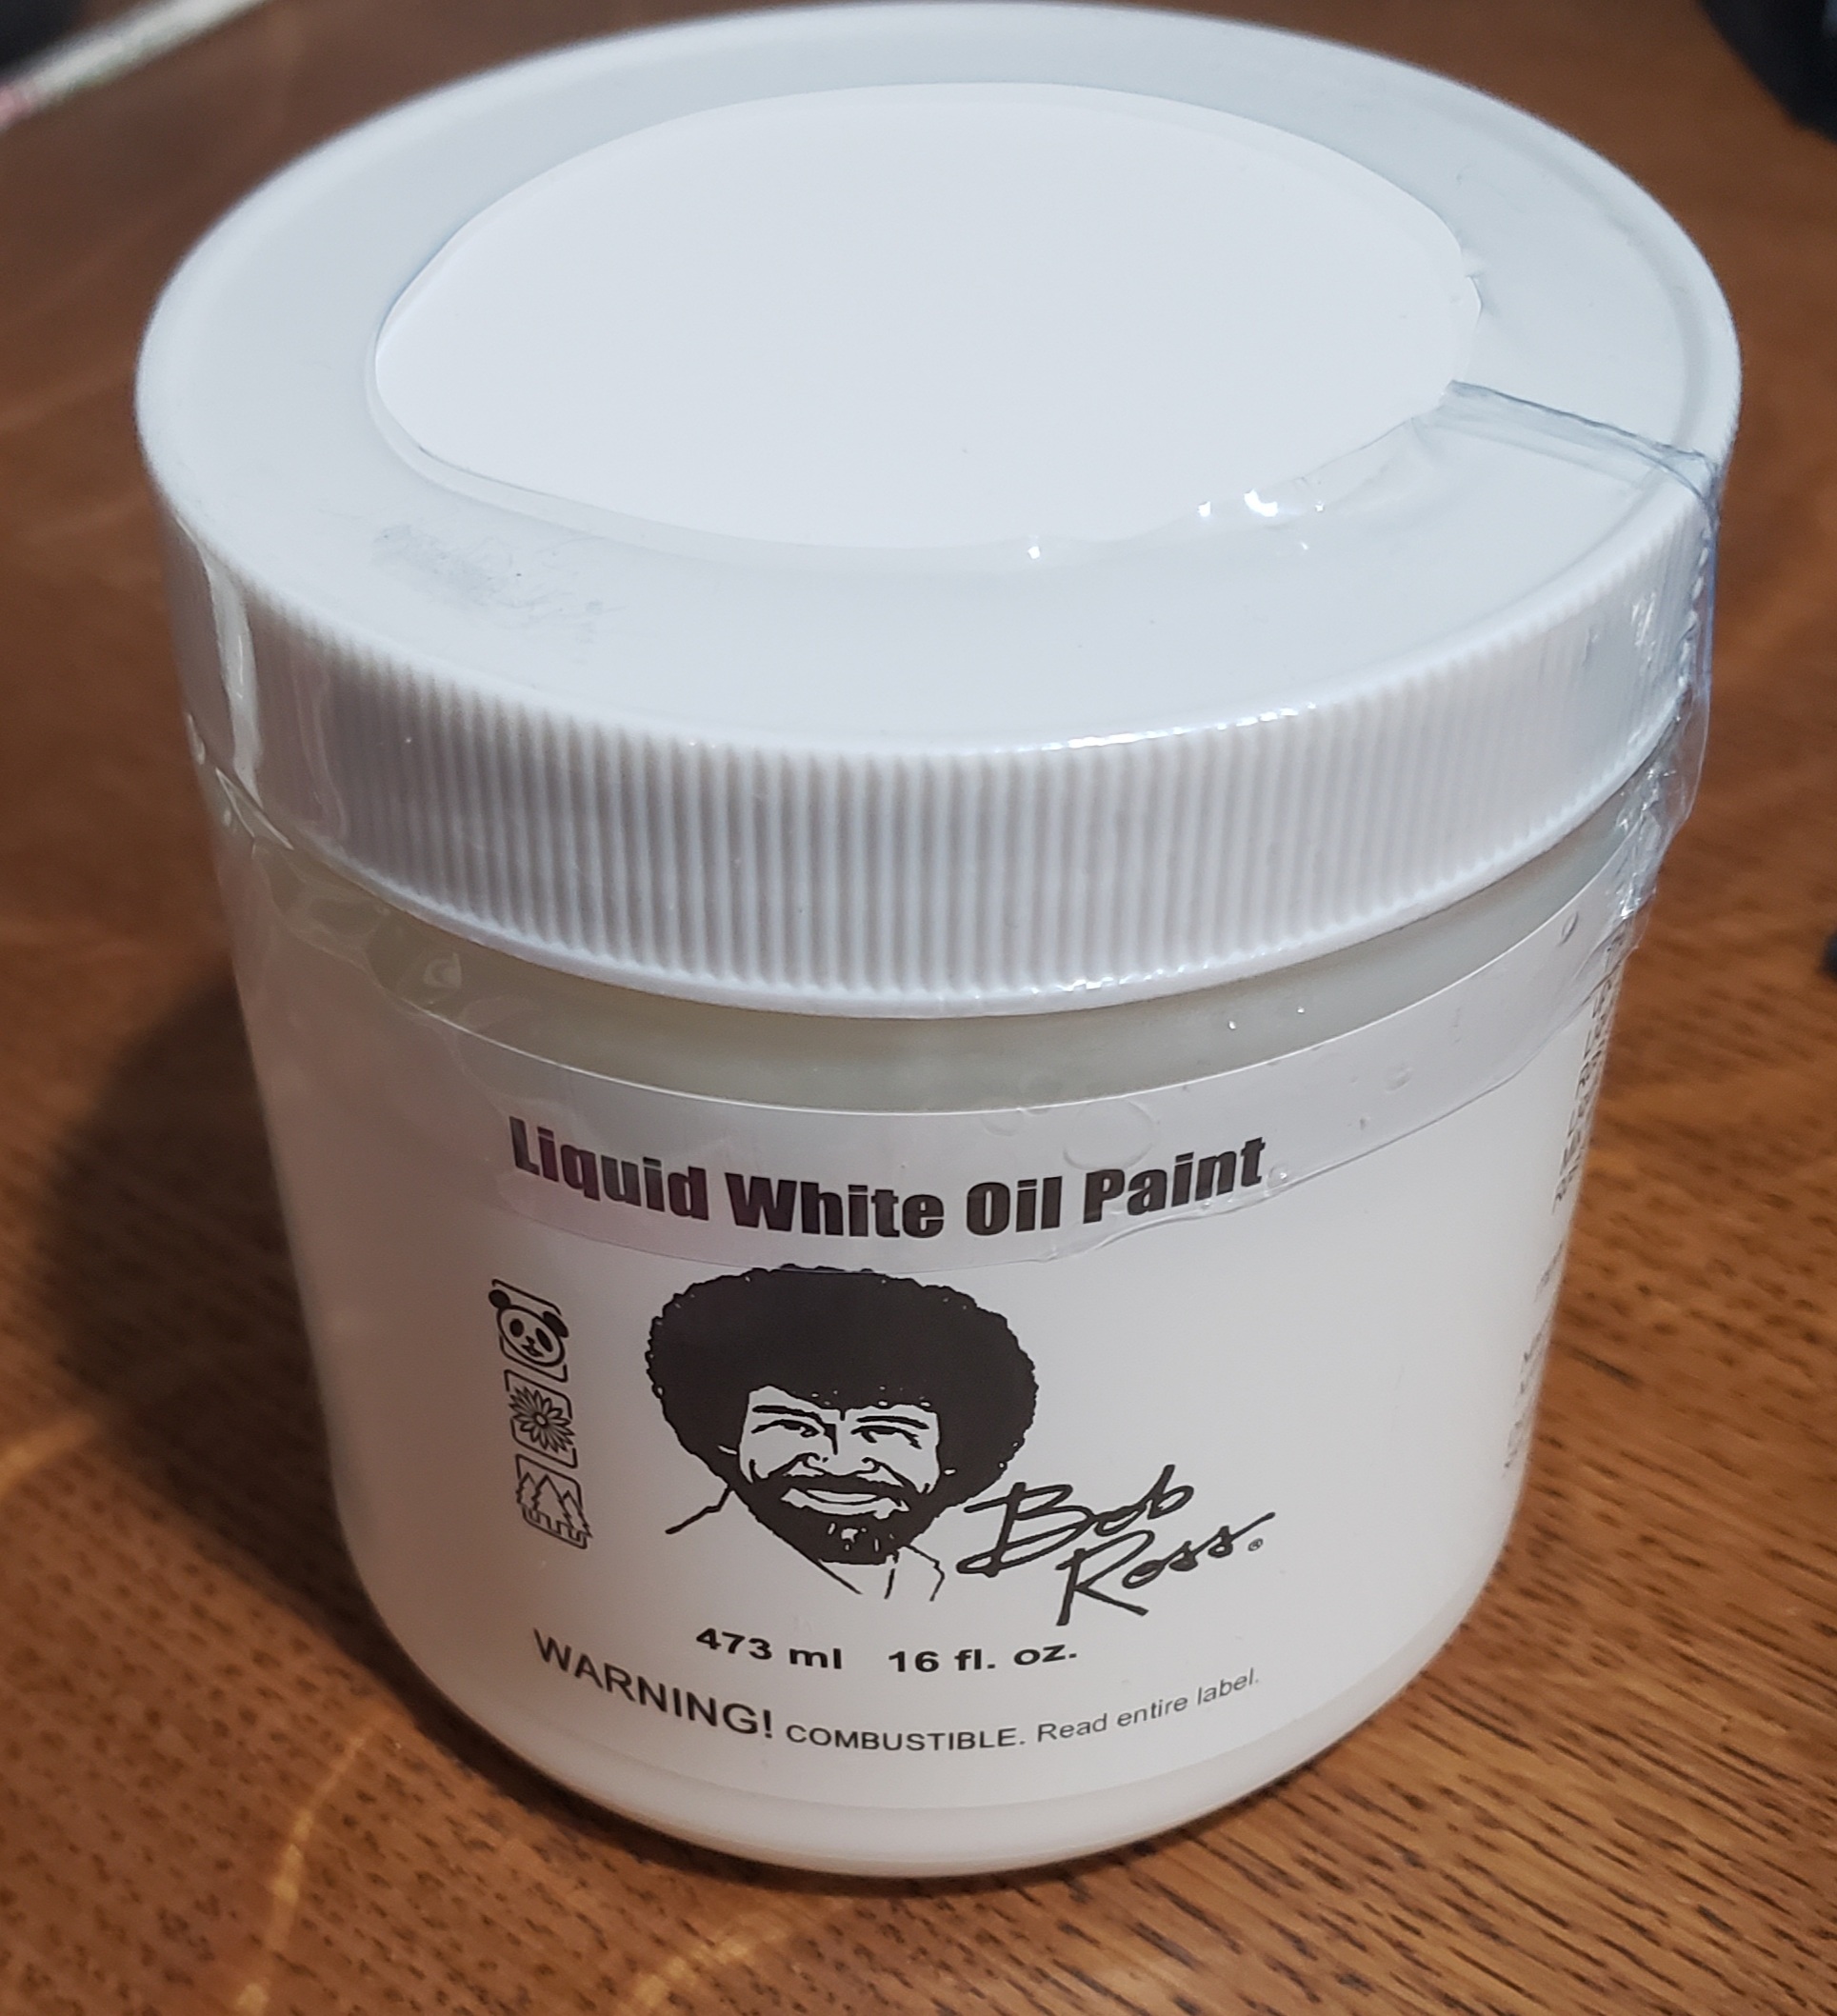 Liquid White Oil Paint
Bob
Ross®
473 ml 16 fl. oz.
WARNING! COMBUSTIBLE. Read entire label.